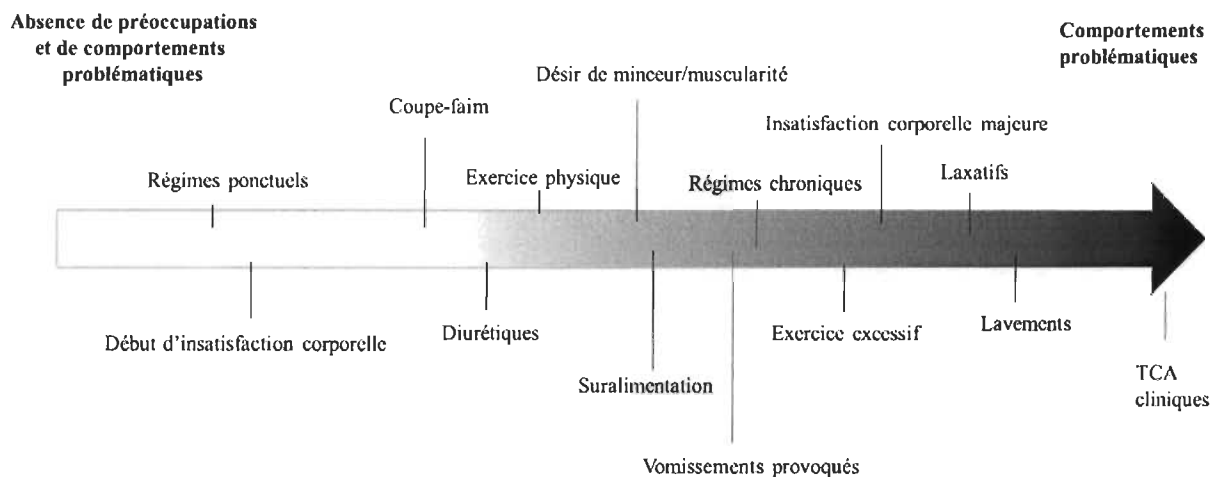 Absence de préoccupations
et de comportements
problématiques
Comportements
problématiques
Désir de minceur/muscularité
Coupe-faim
Insatisfaction corporelle majeure
Régimes ponctuels
Exercice physique
Régimes chroniques
Laxatifs
Début d'insatisfaction corporelle
Diurétiques
Exercice excessif
Lavements
Suralimentation
TCA
cliniques
Vomissements provoqués